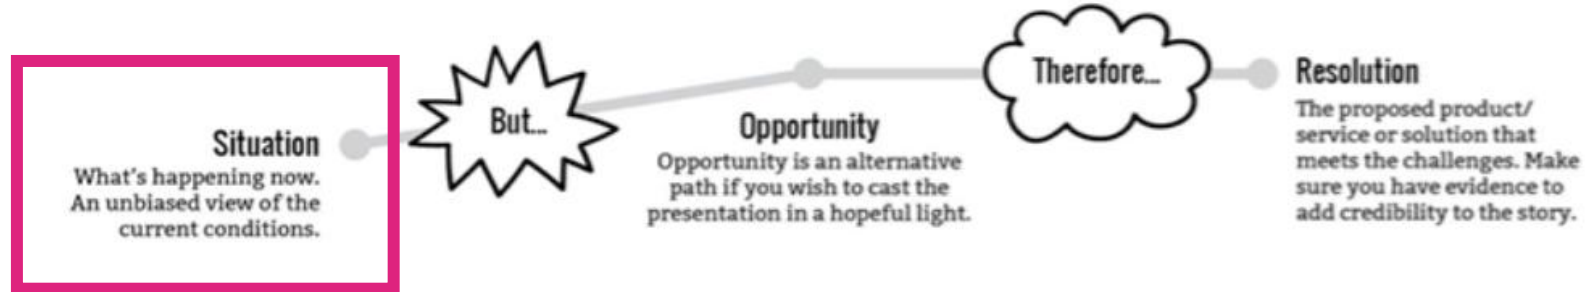 Situation
What's happening now.
An unbiased view of the
current conditions.
But...
Opportunity
Opportunity is an alternative
path if you wish to cast the
presentation in a hopeful light.
Therefore...
Resolution
The proposed product/
service or solution that
meets the challenges. Make
sure you have evidence to
add credibility to the story.